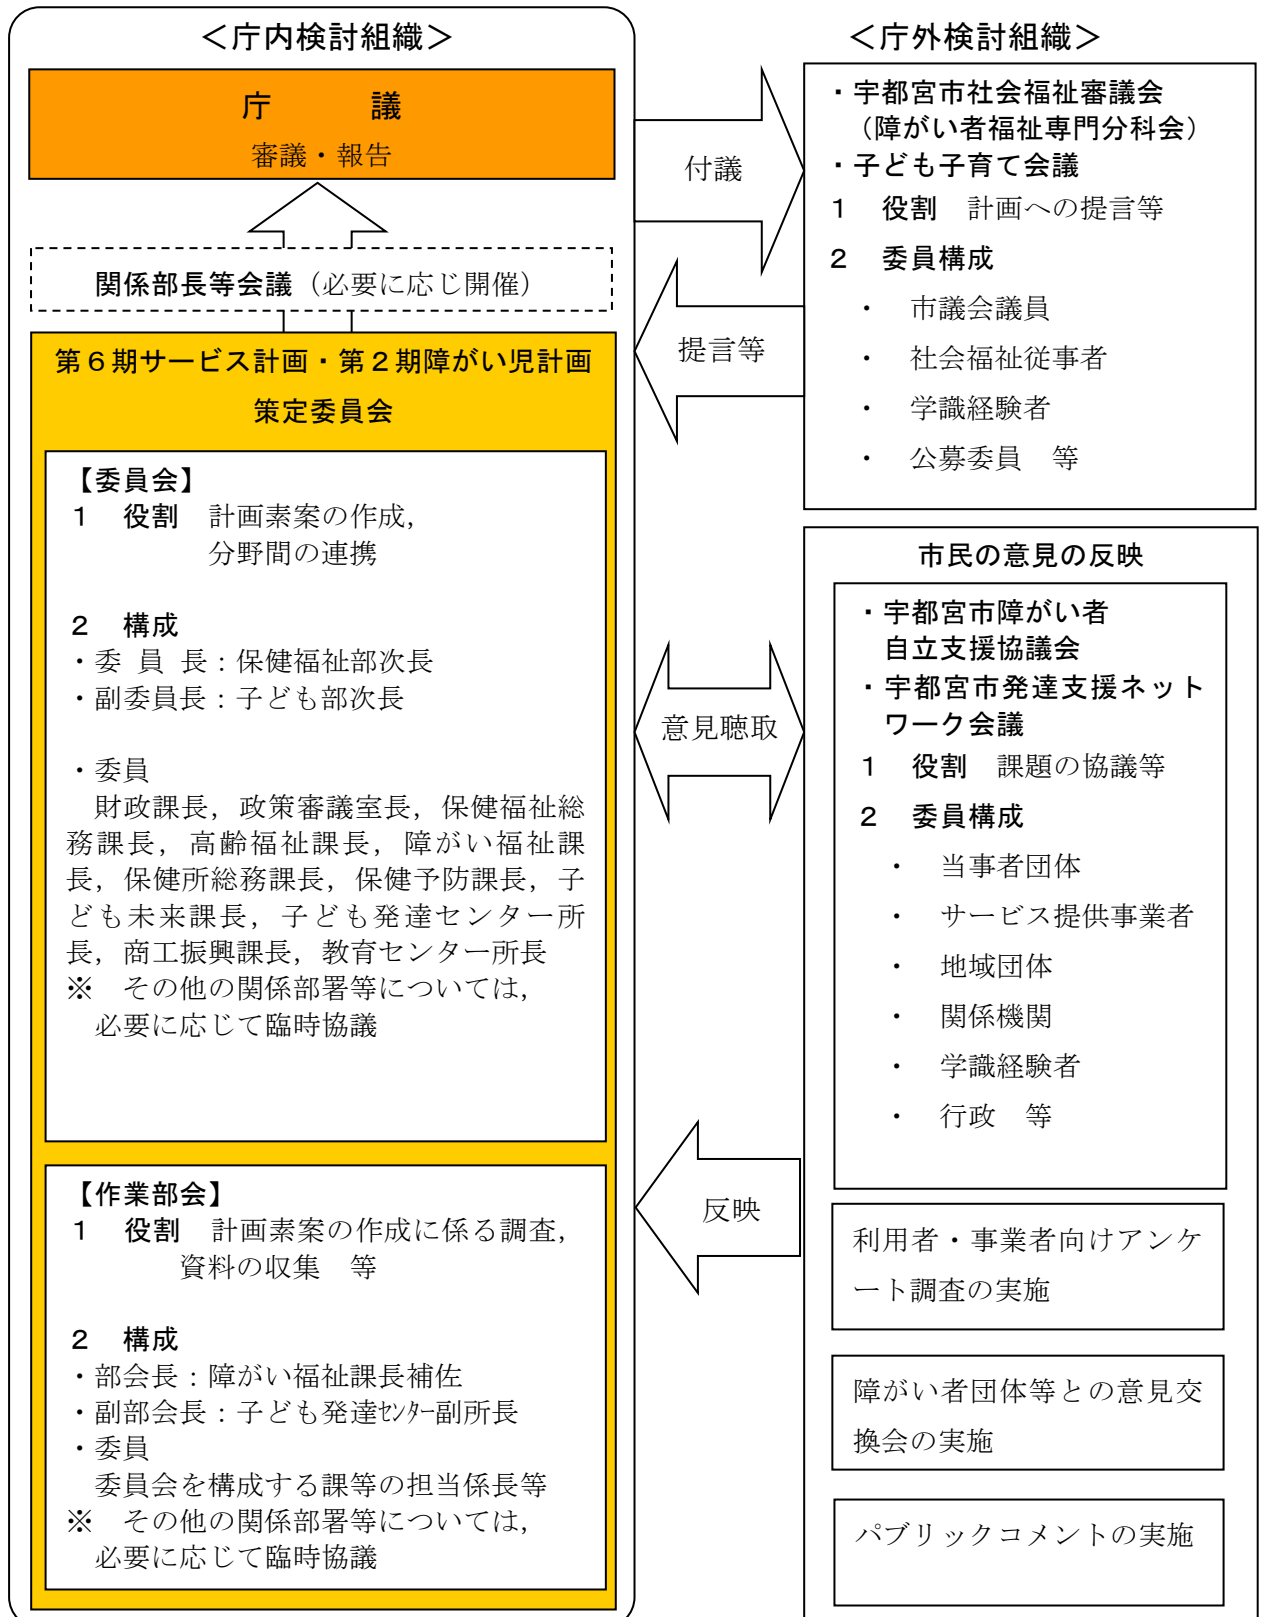 ＜庁内検討組織＞
庁　　議
審議・報告
関係部長等会議（必要に応じ開催）
第６期サービス計画・第２期障がい児計画
策定委員会
【委員会】
１　役割　計画素案の作成，
分野間の連携
２　構成
・委 員 長：保健福祉部次長
・副委員長：子ども部次長
・委員
財政課長，政策審議室長，保健福祉総
務課長，高齢福祉課長，障がい福祉課
長，保健所総務課長，保健予防課長，子
ども未来課長，子ども発達センター所
長，商工振興課長，教育センター所長
※　その他の関係部署等については，
必要に応じて臨時協議
【作業部会】
１　役割　計画素案の作成に係る調査，
資料の収集　等
２　構成
・部会長：障がい福祉課長補佐
・副部会長：子ども発達ｾﾝﾀｰ副所長
・委員
委員会を構成する課等の担当係長等
※　その他の関係部署等については，
必要に応じて臨時協議
付議
提言等
意見聴取
反映
＜庁外検討組織＞
・宇都宮市社会福祉審議会
（障がい者福祉専門分科会）
・子ども子育て会議
１　役割　計画への提言等
２　委員構成
・　市議会議員
・　社会福祉従事者
・　学識経験者
・　公募委員　等
市民の意見の反映
・宇都宮市障がい者
自立支援協議会
・宇都宮市発達支援ネット
ワーク会議
１　役割　課題の協議等
２　委員構成
・　当事者団体
・　サービス提供事業者
・　地域団体
・　関係機関
・　学識経験者
・　行政　等
利用者・事業者向けアンケ
ート調査の実施
障がい者団体等との意見交
換会の実施
パブリックコメントの実施